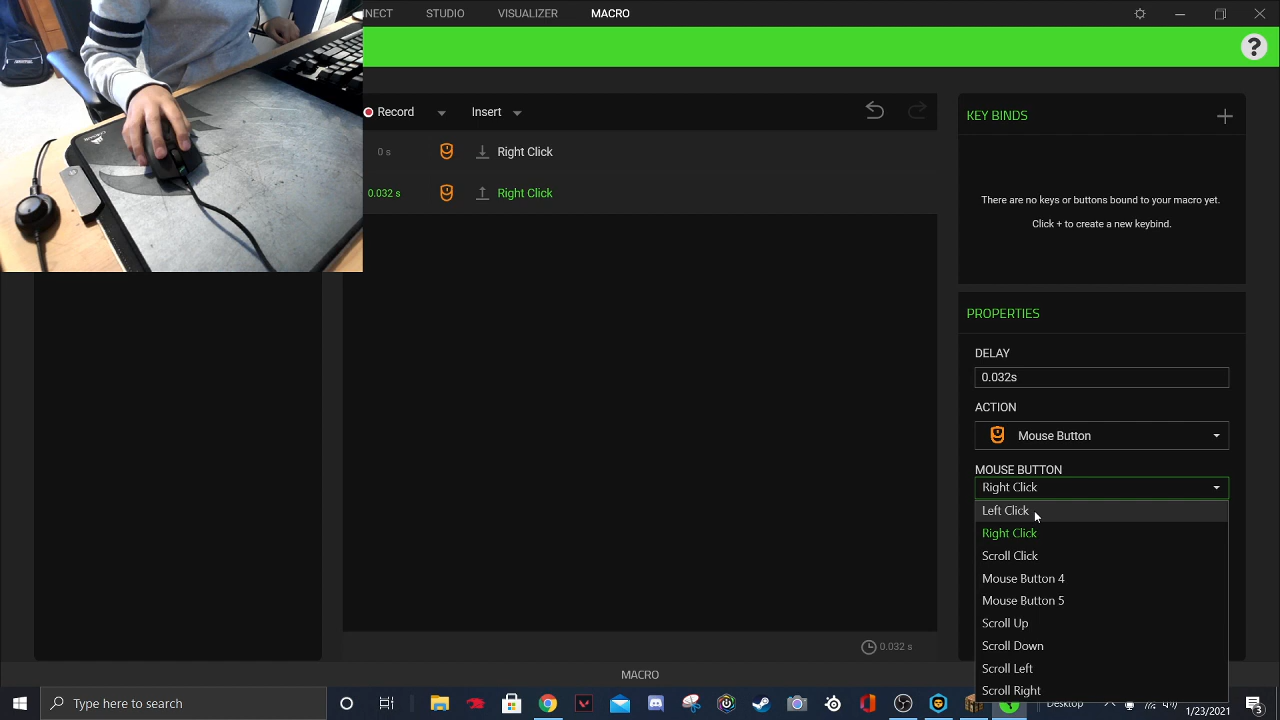 NECT STUDIO VISUALIZER MACRO
?
Record Insert
0 s Right Click
0.032 s Right Click
0.032 s
KEY BINDS
There are no keys or buttons bound to your macro yet.
Click + to create a new keybind.
PROPERTIES
DELAY
0.032s
ACTION
Mouse Button
MOUSE BUTTON
Right Click
Left Click
Right Click
Scroll Click
Mouse Button 4
Mouse Button 5
Scroll Up
Scroll Down
Scroll Left
Scroll Right
MACRO
Type here to search
Desktop
1/23/2021
3